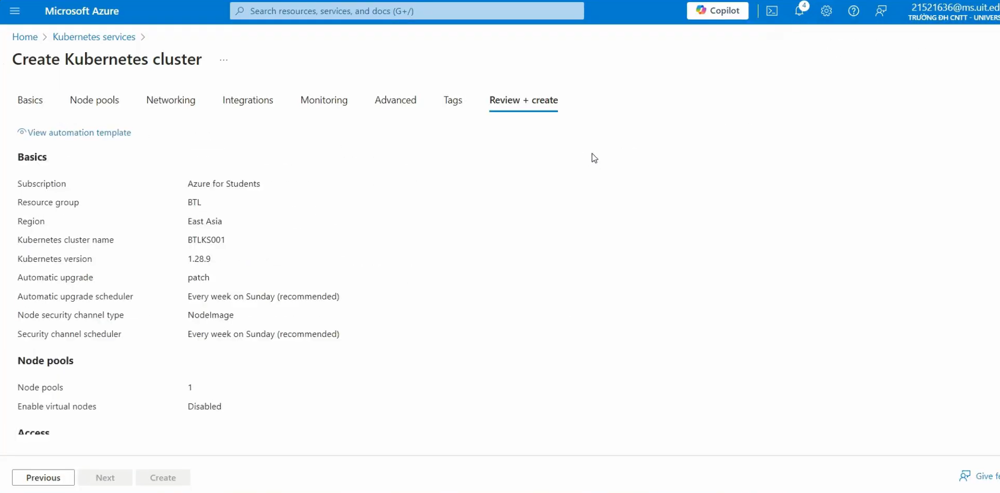 Microsoft Azure
Search resources, services, and docs (G+/)
Copilot
4
21521636@ms.uit.ed
TRƯỜNG ĐH CNTT - UNIVERS
Home > Kubernetes services >
Create Kubernetes cluster ...
Basics Node pools Networking Integrations Monitoring Advanced Tags Review + create
View automation template
Basics
Subscription Azure for Students
Resource group BTL
Region East Asia
Kubernetes cluster name BTLKS001
Kubernetes version 1.28.9
Automatic upgrade patch
Automatic upgrade scheduler Every week on Sunday (recommended)
Node security channel type NodeImage
Security channel scheduler Every week on Sunday (recommended)
Node pools
Node pools 1
Enable virtual nodes Disabled
Access
Previous Next Create
Give fe